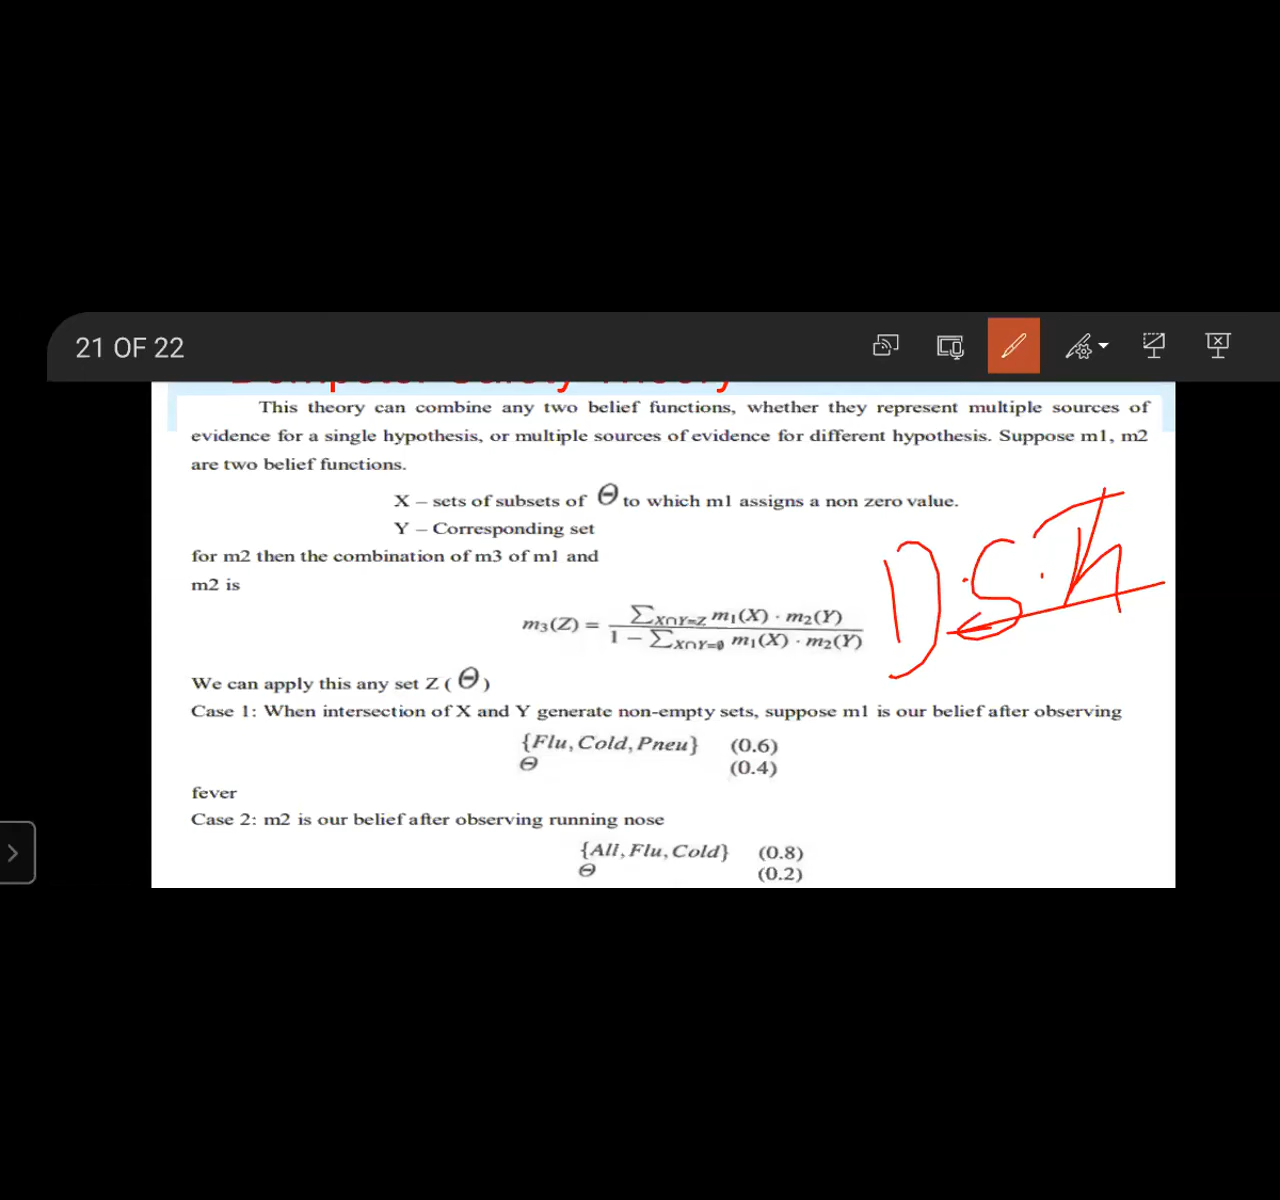 21 OF 22
This theory can combine any two belief functions, whether they represent multiple sources of
evidence for a single hypothesis, or multiple sources of evidence for different hypothesis. Suppose m1, m2
are two belief functions.
X – sets of subsets of Θ to which m1 assigns a non zero value.
Y – Corresponding set
for m2 then the combination of m3 of m1 and
m2 is
m₃(Z) = ∑X∩Y=Z m₁(X) · m₂(Y) / 1 − ∑X∩Y=∅ m₁(X) · m₂(Y)
D.S.Th
We can apply this any set Z ( Θ )
Case 1: When intersection of X and Y generate non-empty sets, suppose m1 is our belief after observing
{Flu, Cold, Pneu} (0.6)
Θ (0.4)
fever
Case 2: m2 is our belief after observing running nose
{All, Flu, Cold} (0.8)
Θ (0.2)